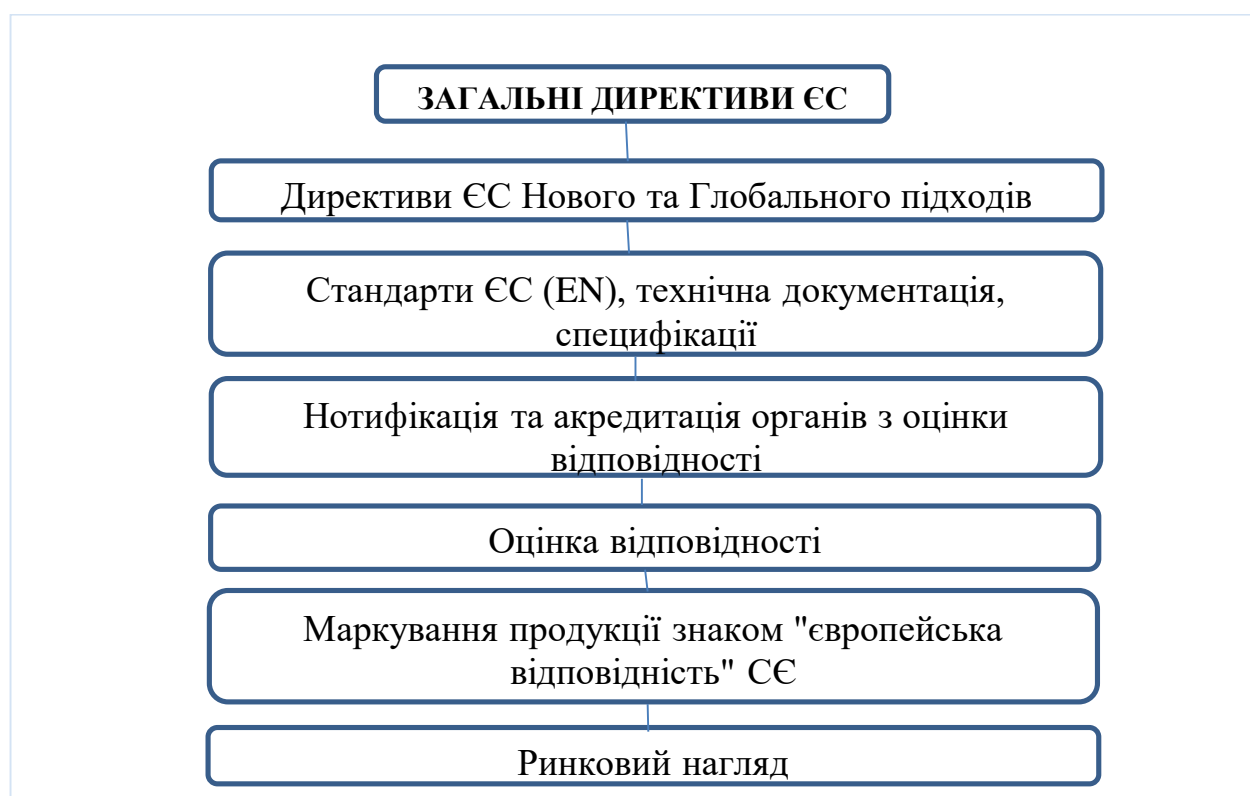 ЗАГАЛЬНІ ДИРЕКТИВИ ЄС
Директиви ЄС Нового та Глобального підходів
Стандарти ЄС (EN), технічна документація,
специфікації
Нотифікація та акредитація органів з оцінки
відповідності
Оцінка відповідності
Маркування продукції знаком "європейська
відповідність" СЄ
Ринковий нагляд